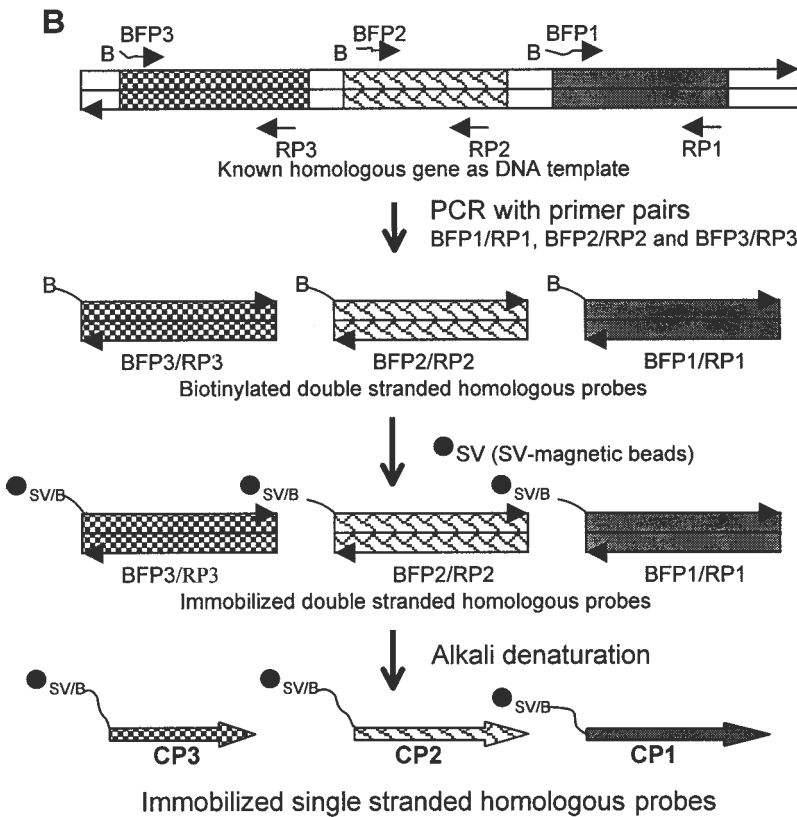 B
BFP3 BFP2 BFP1
B B B
RP3 RP2 RP1
Known homologous gene as DNA template
PCR with primer pairs
BFP1/RP1, BFP2/RP2 and BFP3/RP3
B B B
BFP3/RP3 BFP2/RP2 BFP1/RP1
Biotinylated double stranded homologous probes
SV (SV-magnetic beads)
SV/B SV/B SV/B
BFP3/RP3 BFP2/RP2 BFP1/RP1
Immobilized double stranded homologous probes
Alkali denaturation
SV/B SV/B SV/B
CP3 CP2 CP1
Immobilized single stranded homologous probes